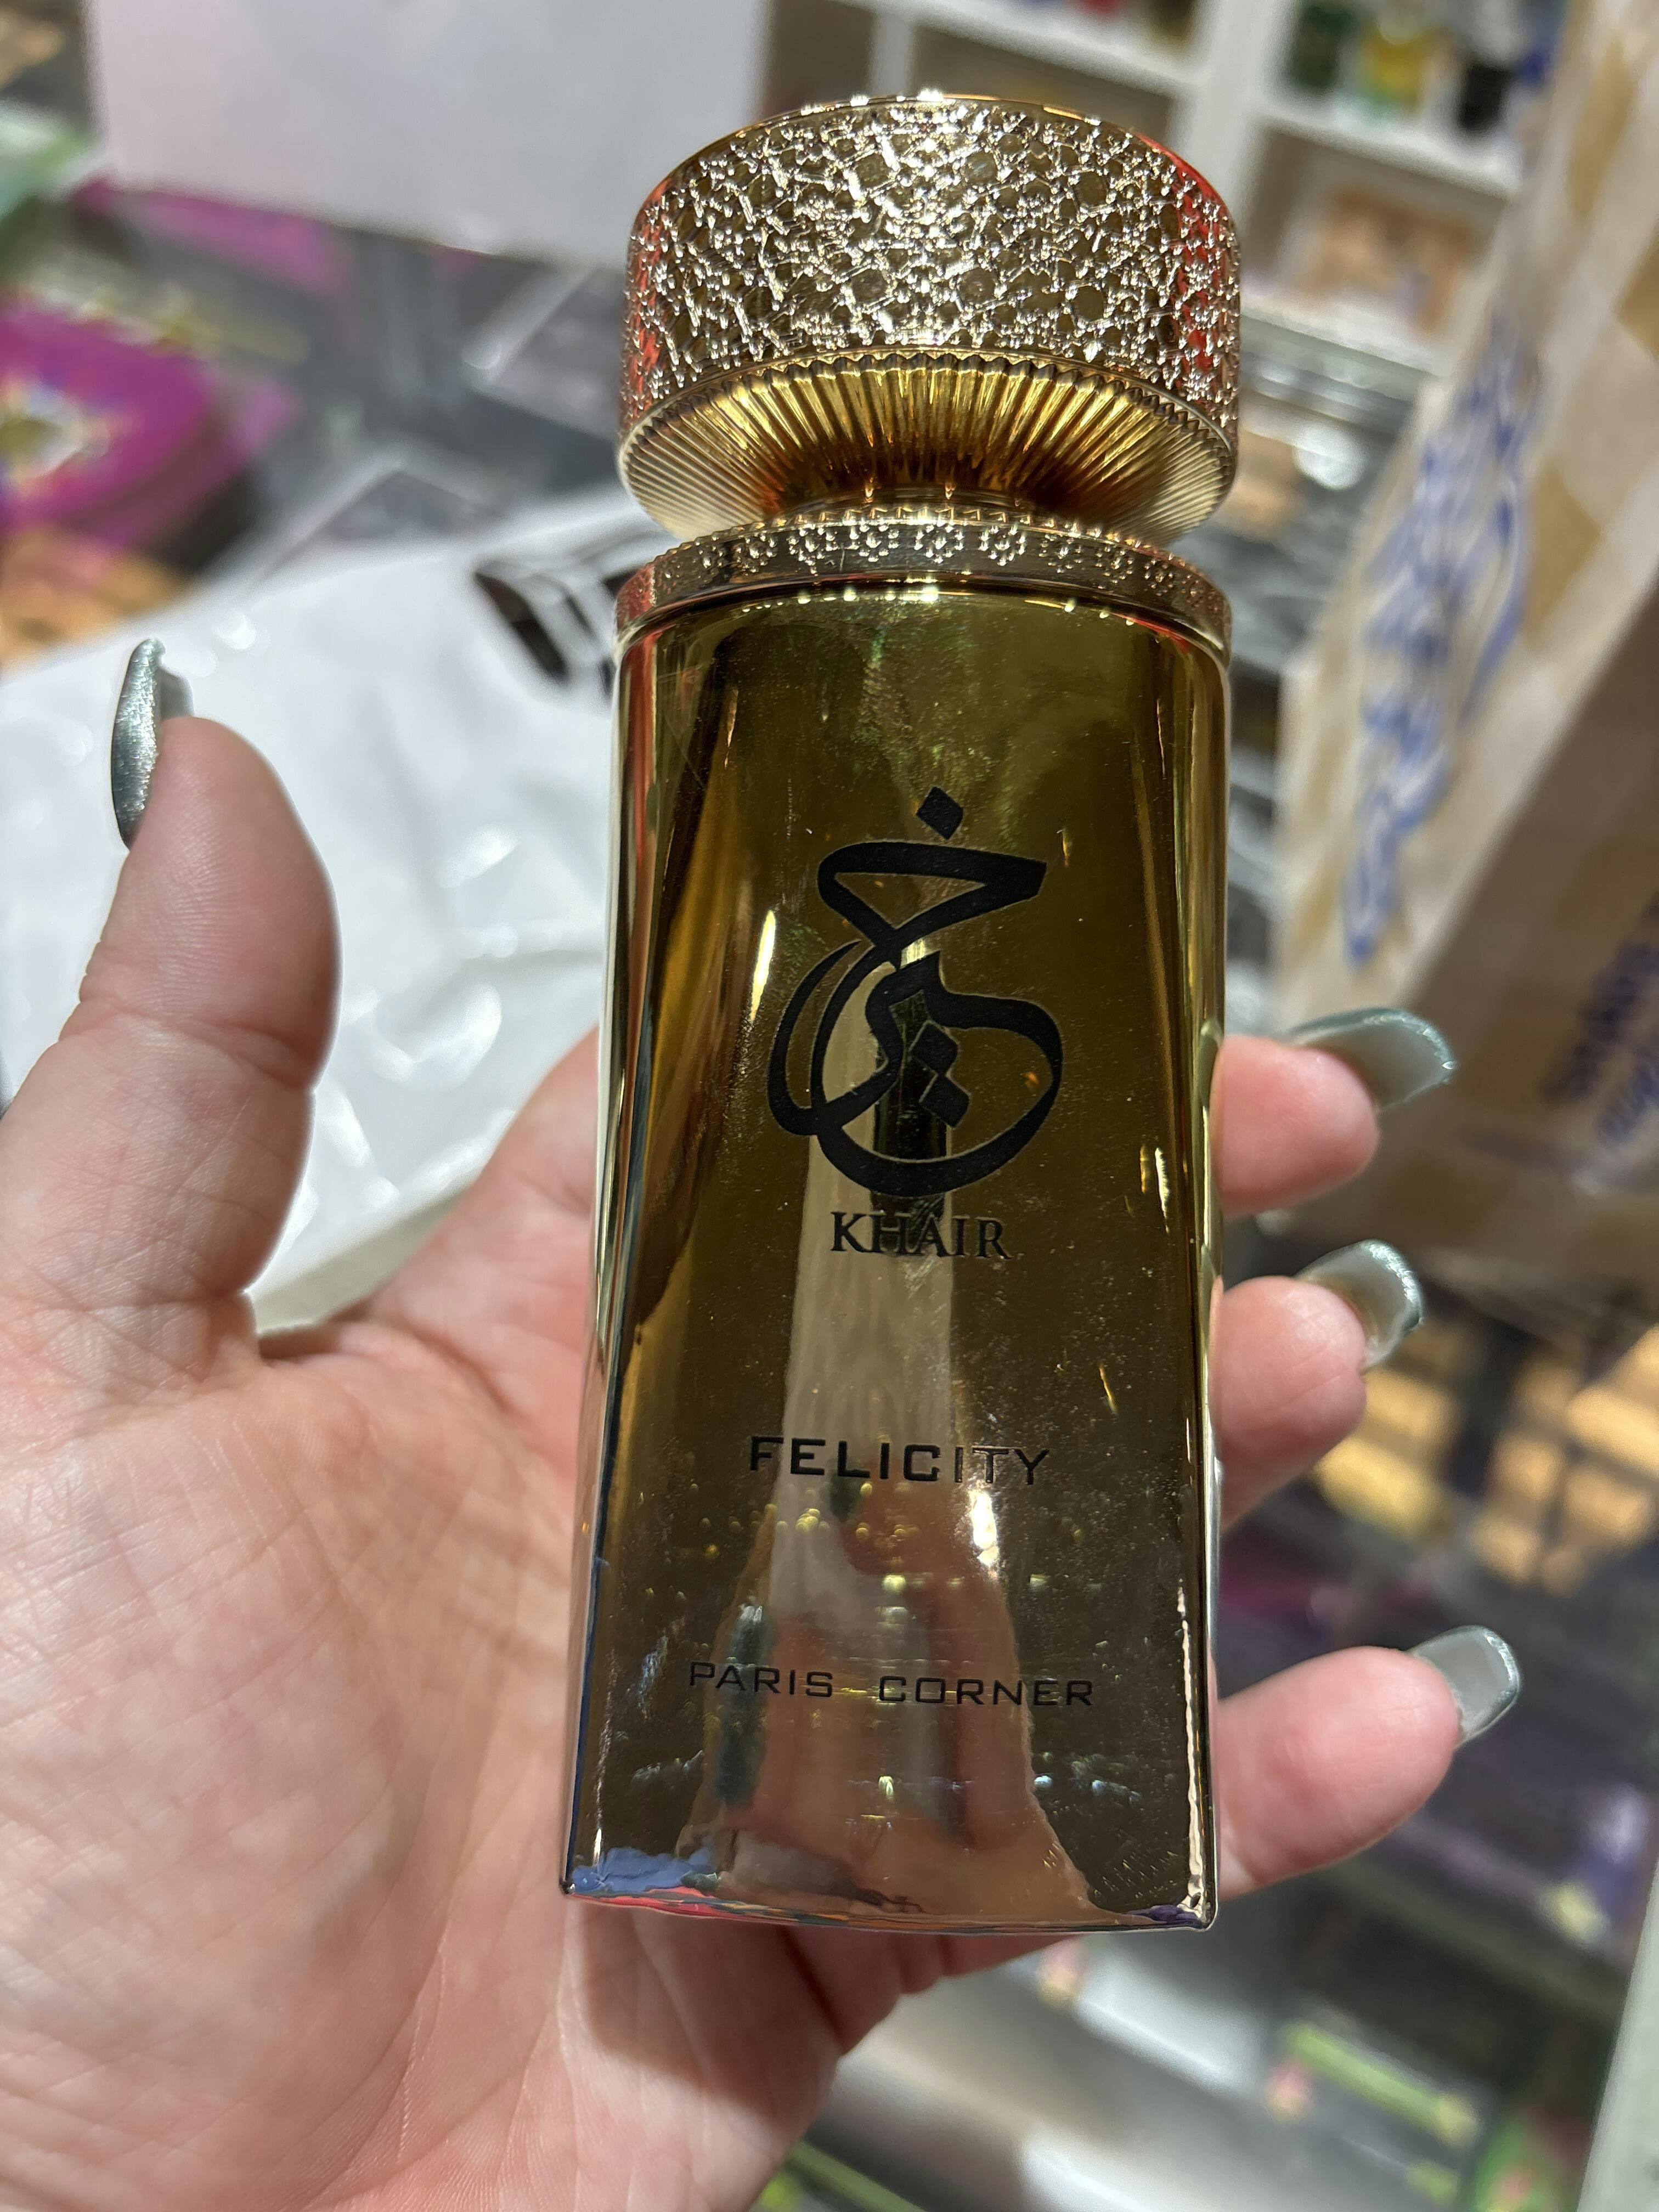 خير
KHAIR
FELICITY
PARIS CORNER